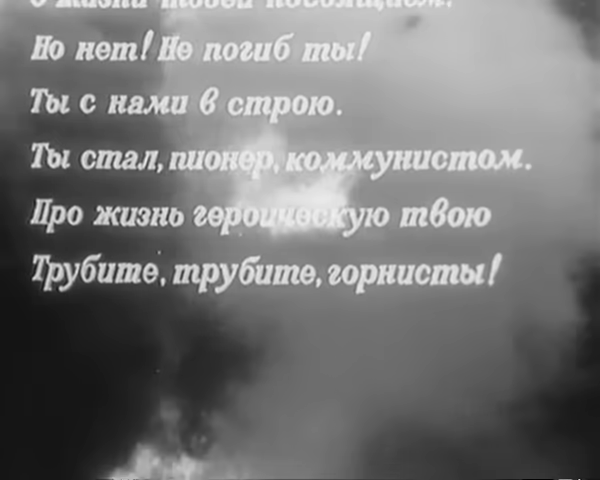 Но нет! Не погиб ты!
Ты с нами в строю.
Ты стал, пионер, коммунистом.
Про жизнь героическую твою
Трубите, трубите, горнисты!